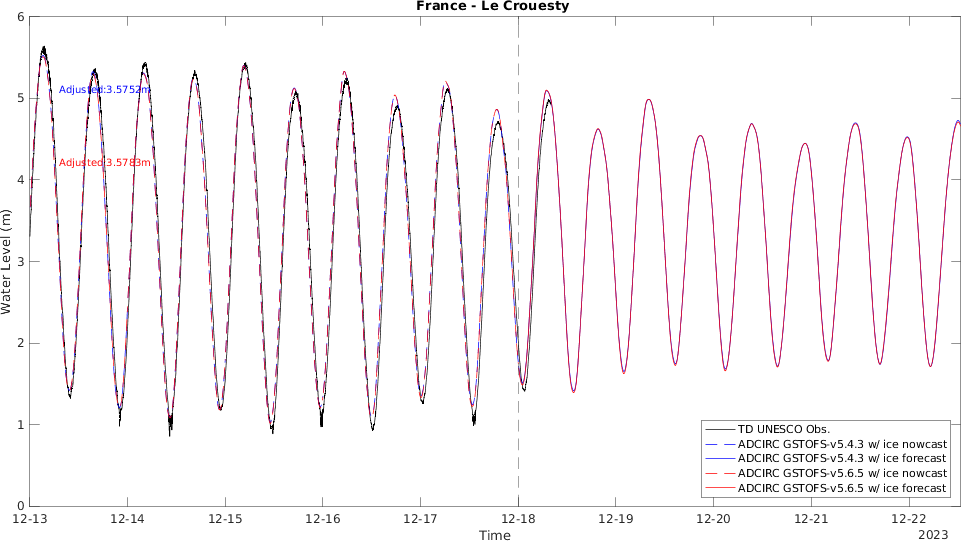 France - Le Crouesty
6
5
4
3
2
1
0
Water Level (m)
Adjusted:3.5752m
Adjusted:3.5783m
TD UNESCO Obs.
ADCIRC GSTOFS-v5.4.3 w/ ice nowcast
ADCIRC GSTOFS-v5.4.3 w/ ice forecast
ADCIRC GSTOFS-v5.6.5 w/ ice nowcast
ADCIRC GSTOFS-v5.6.5 w/ ice forecast
12-13 12-14 12-15 12-16 12-17 12-18 12-19 12-20 12-21 12-22
Time
2023